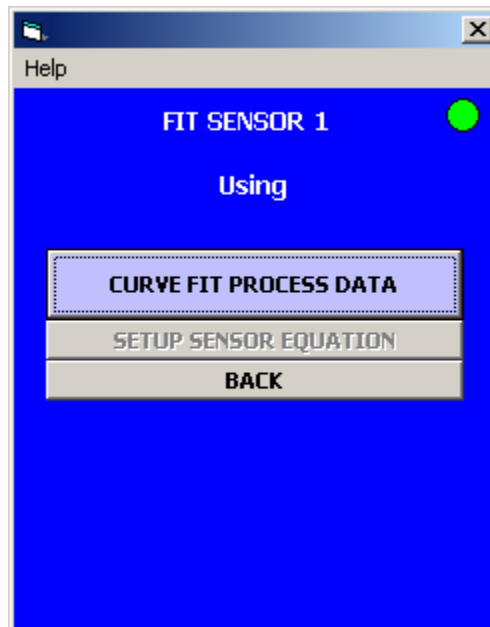 Help
FIT SENSOR 1
Using
CURVE FIT PROCESS DATA
SETUP SENSOR EQUATION
BACK